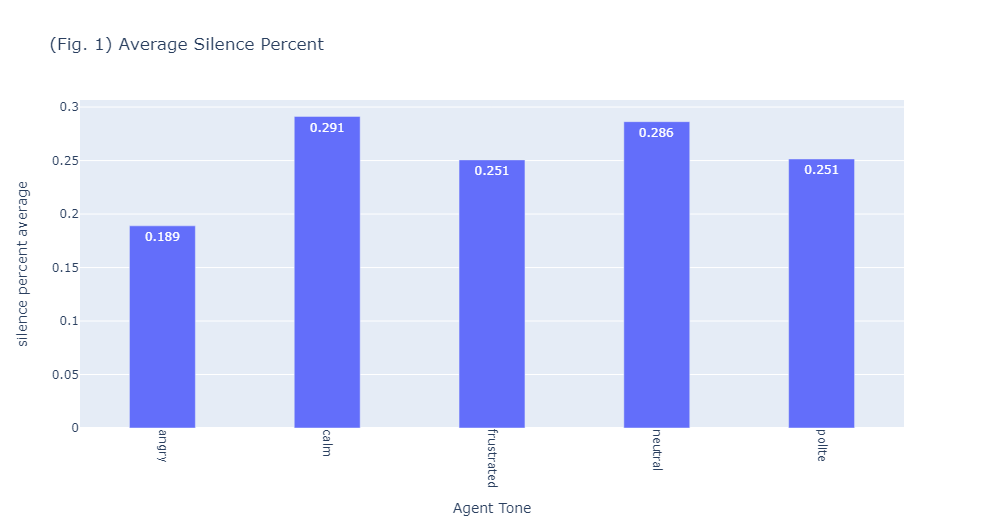 (Fig. 1) Average Silence Percent
silence percent average
0.3
0.25
0.2
0.15
0.1
0.05
0
0.189
0.291
0.251
0.286
0.251
angry
calm
frustrated
neutral
polite
Agent Tone